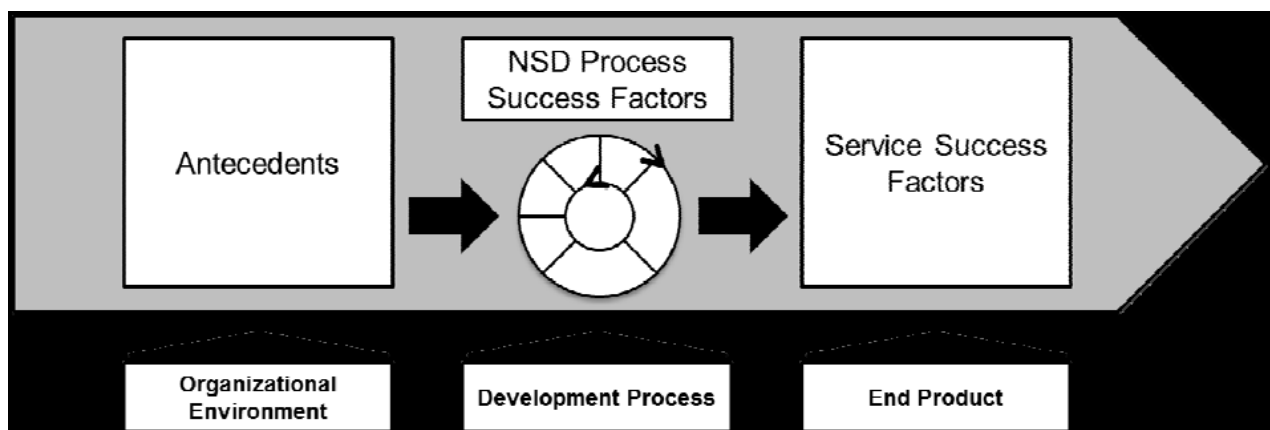 Antecedents
NSD Process
Success Factors
Service Success
Factors
Organizational
Environment
Development Process
End Product